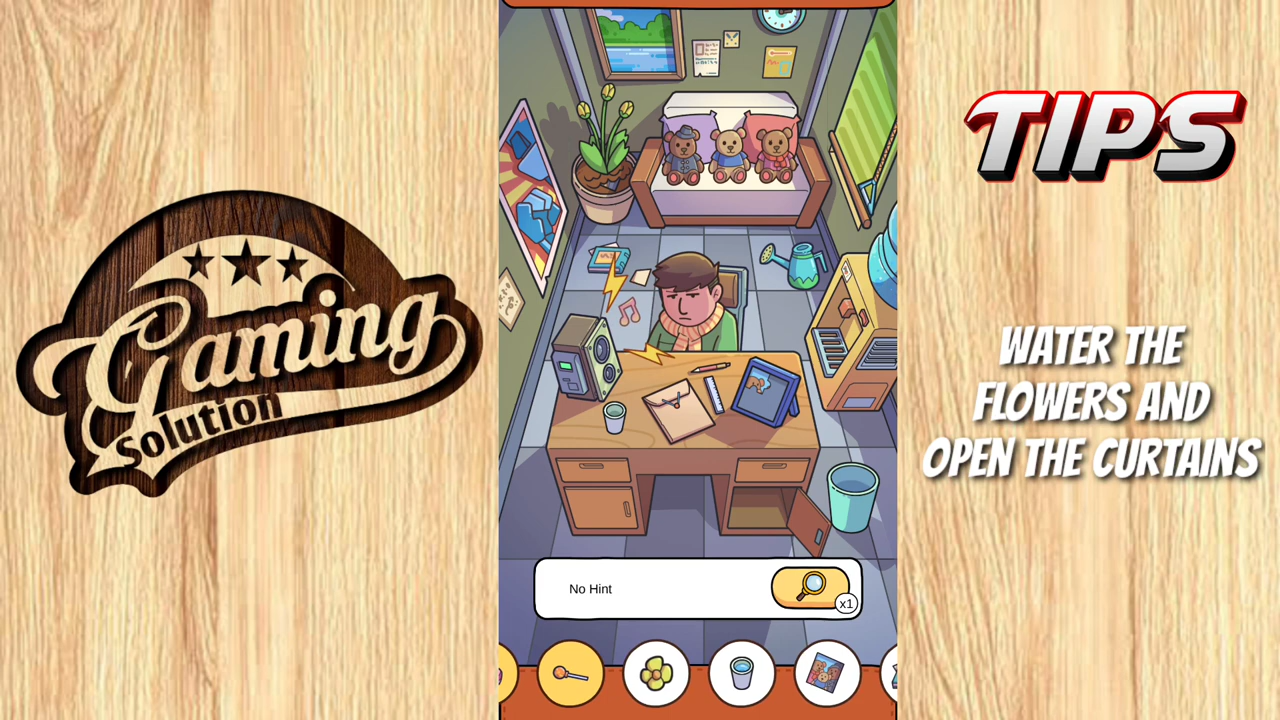 Gaming
Solution
TIPS
WATER THE
FLOWERS AND
OPEN THE CURTAINS
No Hint
x1